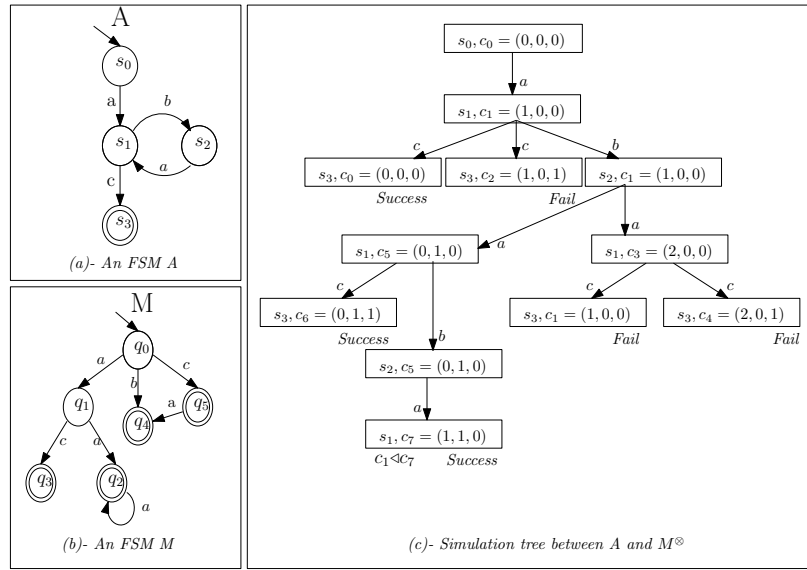 A
s₀
a
b
s₁
s₂
a
c
s₃
(a)- An FSM A
M
q₀
a
b
c
q₁
a
q₄
q₅
c
a
q₃
q₂
a
(b)- An FSM M
s₀, c₀ = (0, 0, 0)
a
s₁, c₁ = (1, 0, 0)
c
c
b
s₃, c₀ = (0, 0, 0)
s₃, c₂ = (1, 0, 1)
s₂, c₁ = (1, 0, 0)
Success
Fail
a
a
s₁, c₅ = (0, 1, 0)
s₁, c₃ = (2, 0, 0)
c
c
c
s₃, c₆ = (0, 1, 1)
s₃, c₁ = (1, 0, 0)
s₃, c₄ = (2, 0, 1)
Success
Fail
Fail
b
s₂, c₅ = (0, 1, 0)
a
s₁, c₇ = (1, 1, 0)
c₁⊲c₇ Success
(c)- Simulation tree between A and M⊗